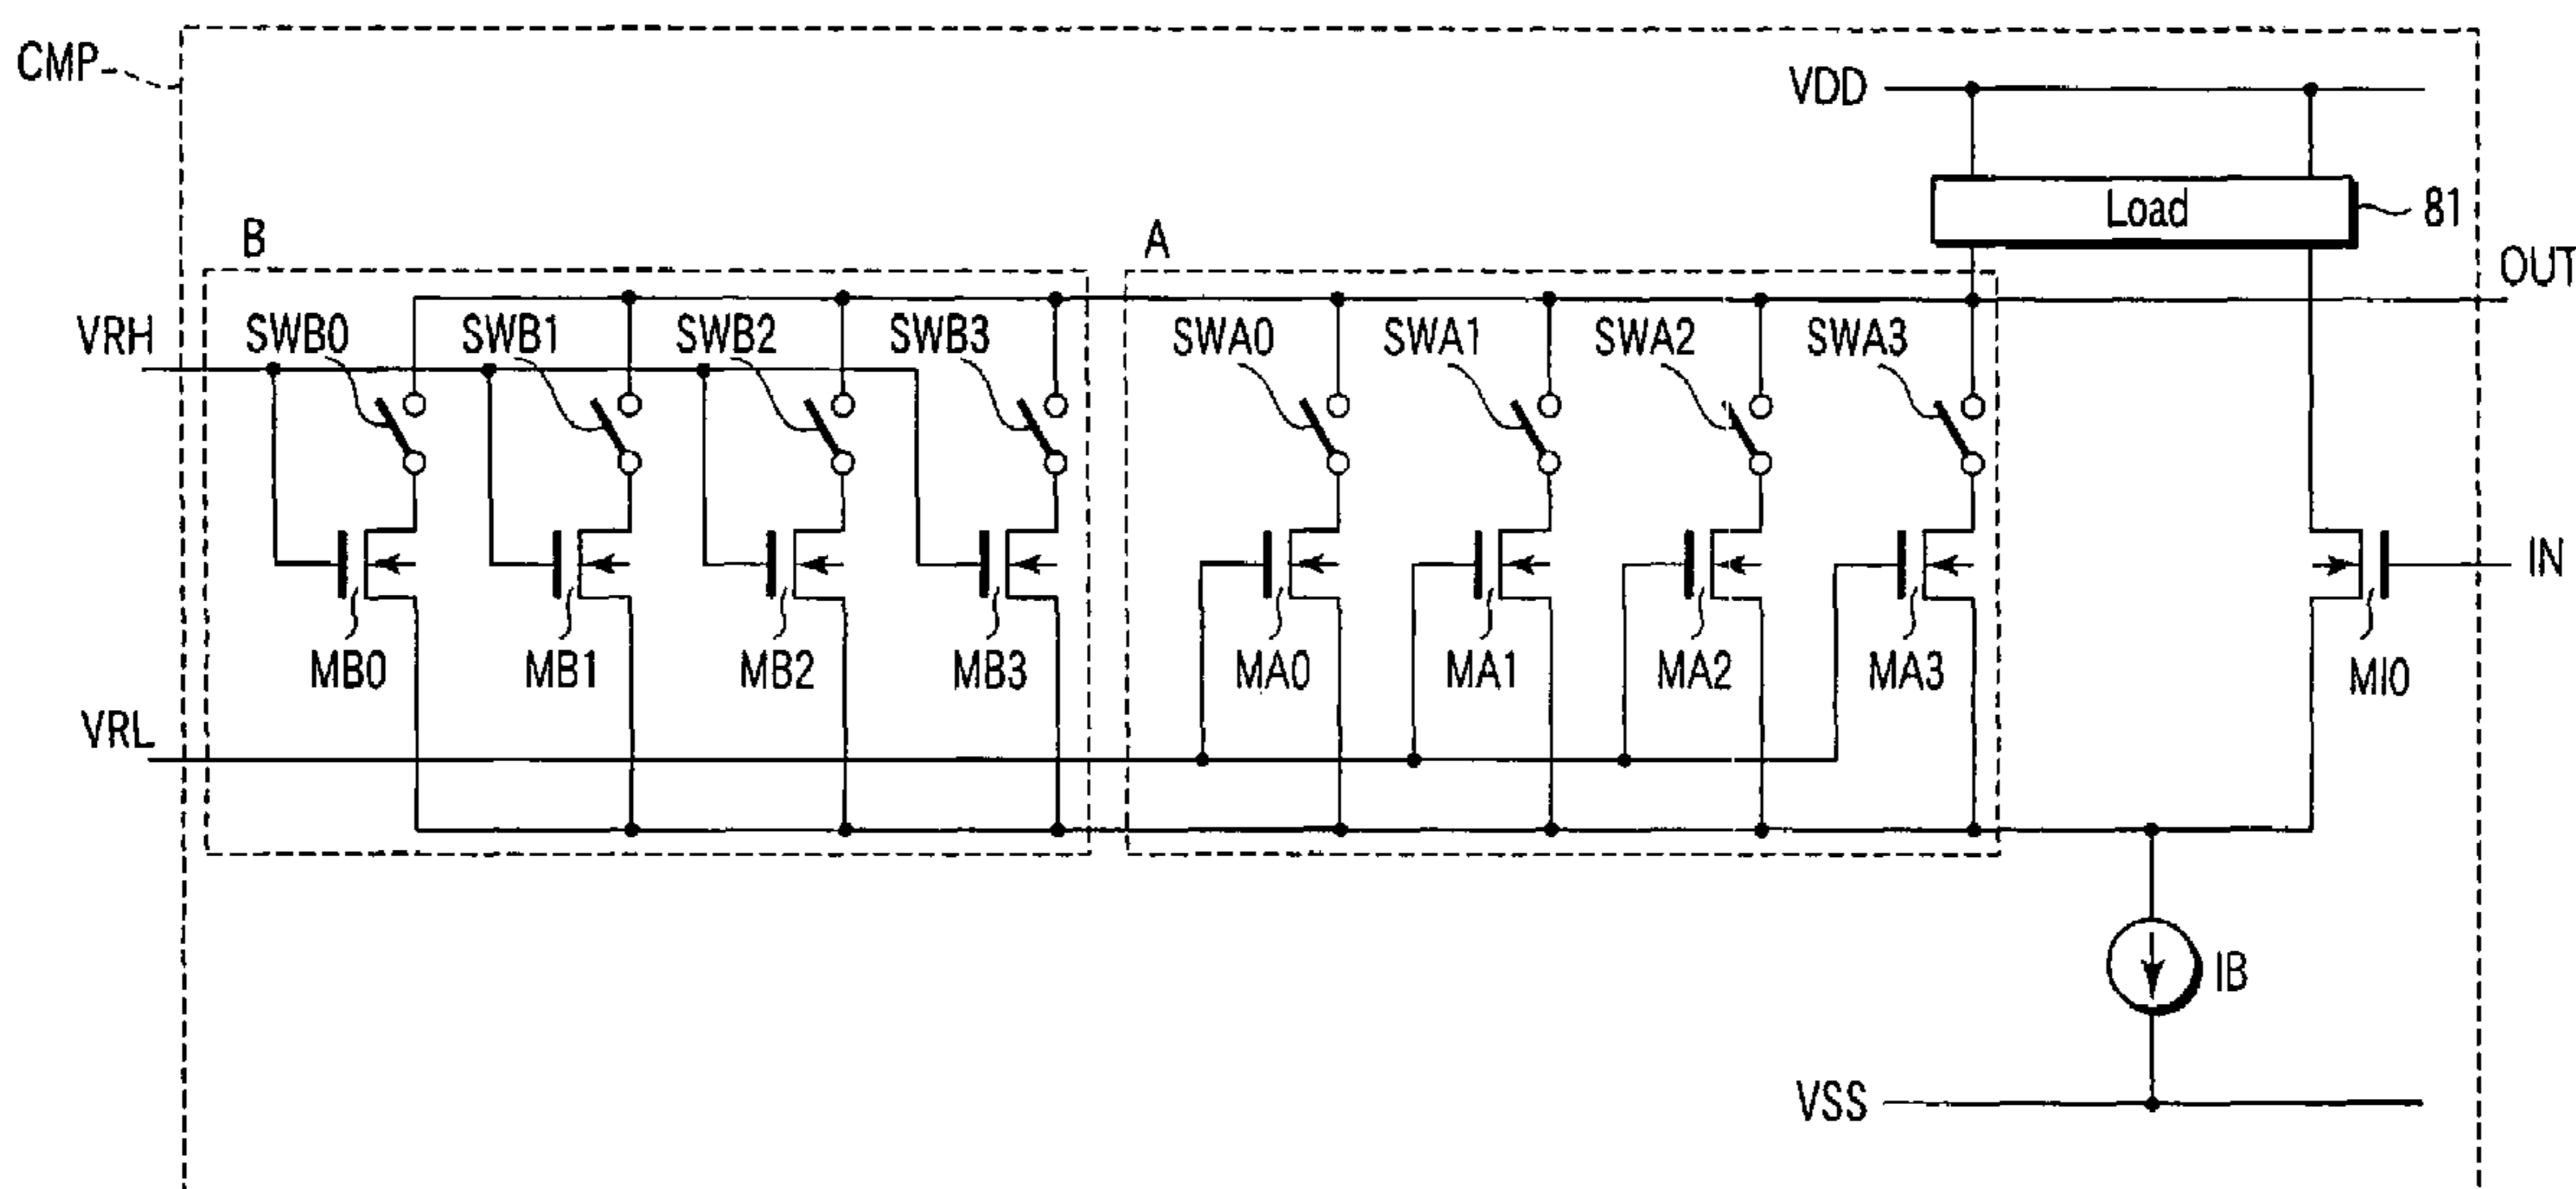 CMP
VDD
Load
81
B
A
OUT
VRH
SWB0
SWB1
SWB2
SWB3
SWA0
SWA1
SWA2
SWA3
IN
MB0
MB1
MB2
MB3
MA0
MA1
MA2
MA3
MI0
VRL
IB
VSS